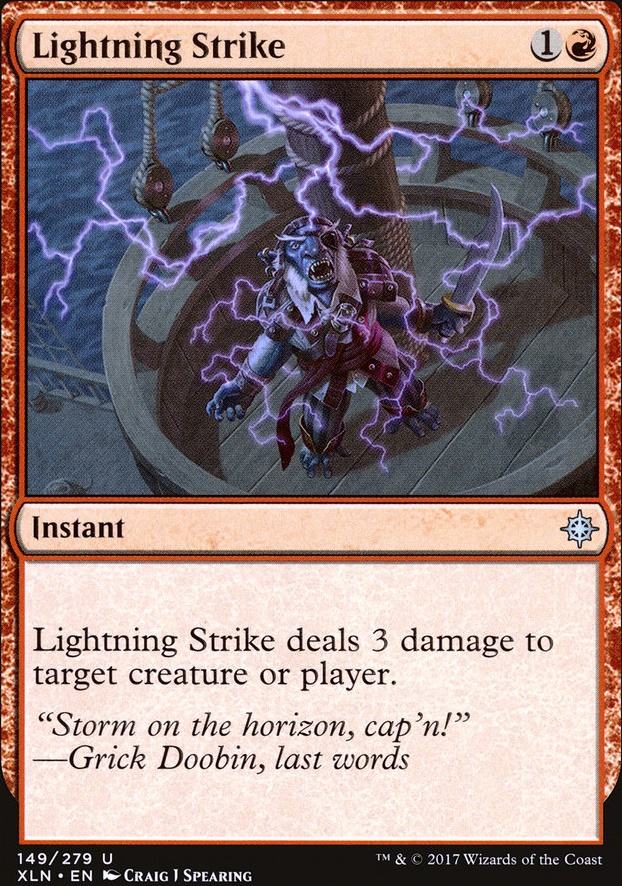 Lightning Strike 1
Instant
Lightning Strike deals 3 damage to
target creature or player.
“Storm on the horizon, cap’n!”
—Grick Doobin, last words
149/279 U
XLN • EN Craig J Spearing
™ & © 2017 Wizards of the Coast